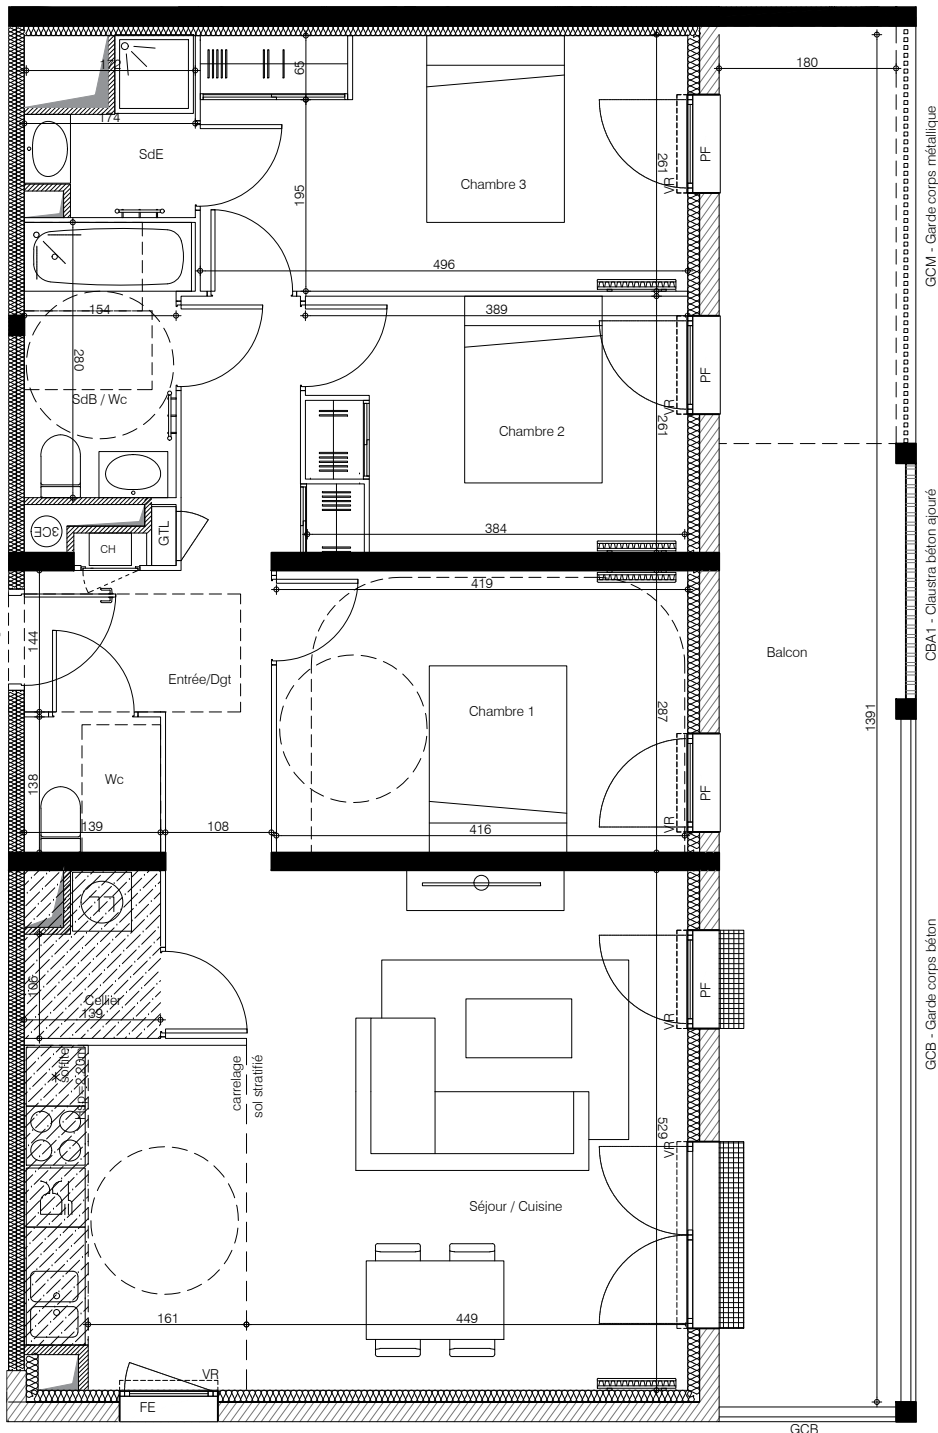 172
174
SdE
65
195
Chambre 3
261
VR
PF
180
GCM - Garde corps métallique
496
154
389
280
SdB / Wc
Chambre 2
PF
VR
261
384
3CE
CH
GTL
419
144
Entrée/Dgt
Chambre 1
287
Balcon
1391
CBA1 - Claustra béton ajouré
Wc
138
139
108
416
VR
PF
106
Cellier
139
PF
VR
GCB - Garde corps béton
soffite
carrelage
sol stratifié
529
VR
Séjour / Cuisine
161
449
VR
FE
GCB